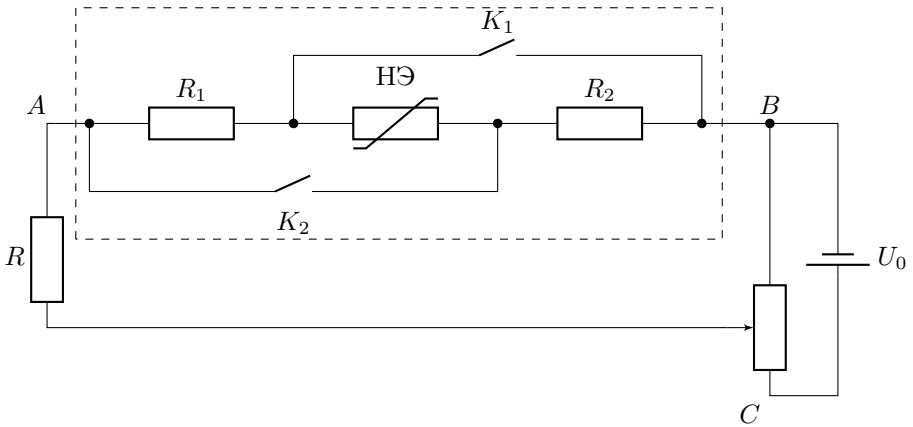 K₁
НЭ
R₁
R₂
A
B
K₂
R
U₀
C